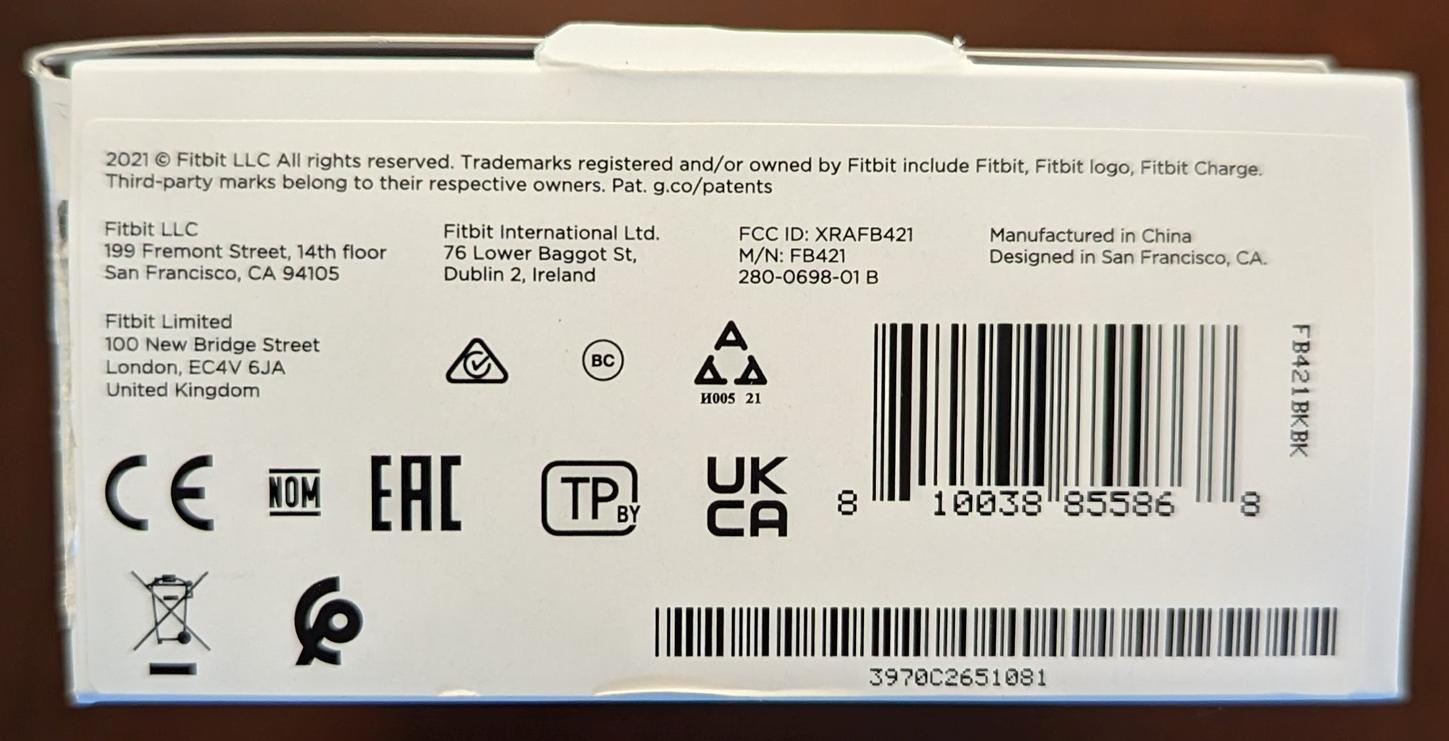 2021 © Fitbit LLC All rights reserved. Trademarks registered and/or owned by Fitbit include Fitbit, Fitbit logo, Fitbit Charge.
Third-party marks belong to their respective owners. Pat. g.co/patents
Fitbit LLC
199 Fremont Street, 14th floor
San Francisco, CA 94105
Fitbit International Ltd.
76 Lower Baggot St,
Dublin 2, Ireland
FCC ID: XRAFB421
M/N: FB421
280-0698-01 B
Manufactured in China
Designed in San Francisco, CA.
Fitbit Limited
100 New Bridge Street
London, EC4V 6JA
United Kingdom
BC
И005 21
FB421BKBK
CE
NOM
EAC
TP BY
UK
CA
8 10038 85586 8
3970C2651081